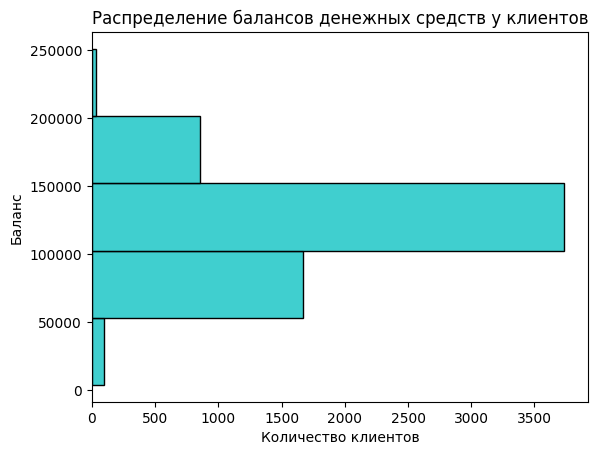 Распределение балансов денежных средств у клиентов
250000
200000
150000
100000
50000
0
Баланс
0 500 1000 1500 2000 2500 3000 3500
Количество клиентов